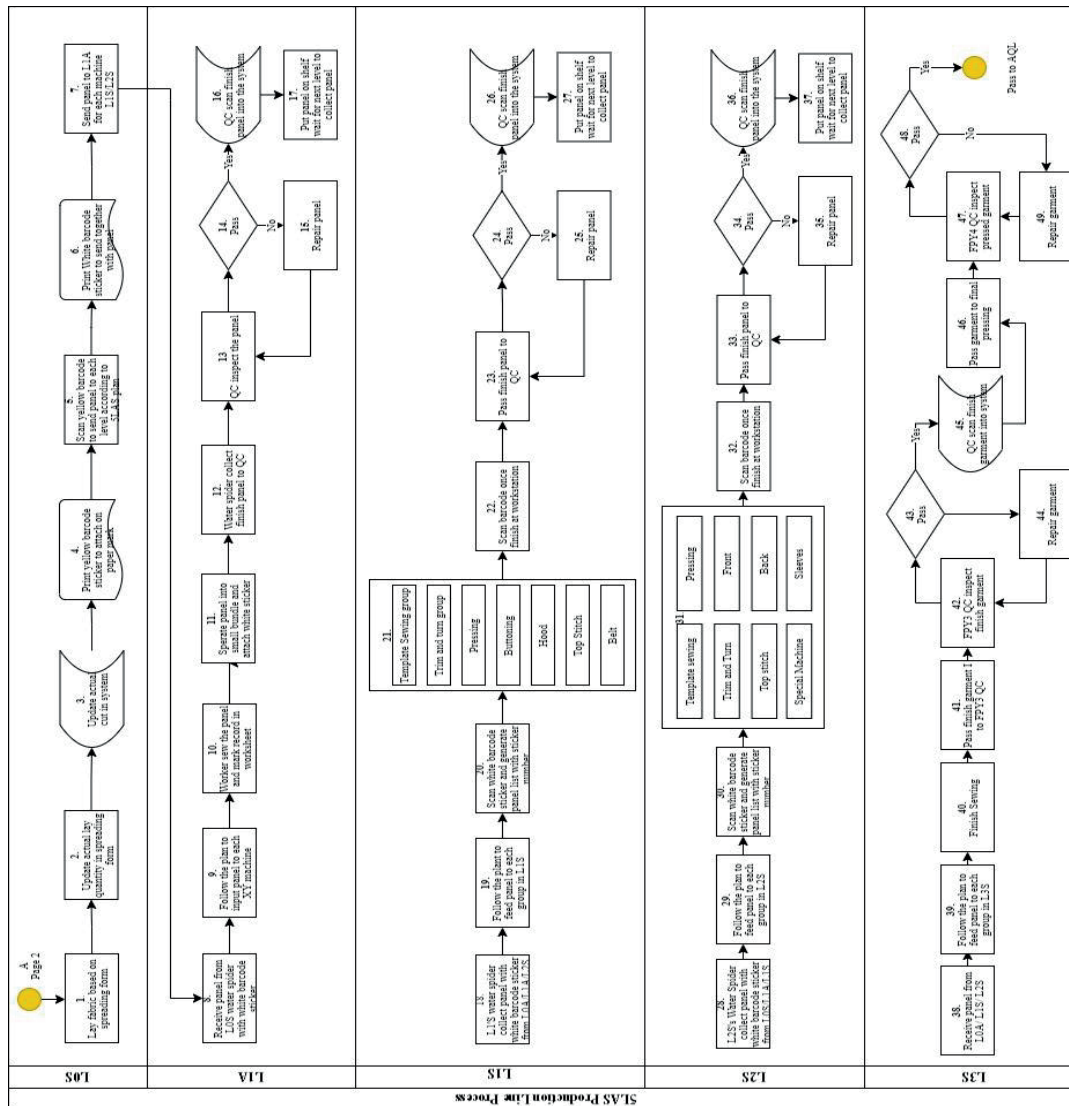 5LAS Production Line Process
L0S
A
Page 2
1.
Lay fabric based on
spreading form
2.
Update actual lay
quantity in spreading
form
3.
Update actual
cut in system
4.
Print yellow barcode
sticker to attach on
paper mark
5.
Scan yellow barcode
to send panel to each
level according to
5LAS plan
6.
Print White barcode
sticker to send together
with panel
7.
Send panel to L1A
for each machine
L1S/L2S
L1A
8.
Receive panel from
L0S water spider
with white barcode
sticker
9.
Follow the plan to
input panel to each
XY machine
10.
Worker sew the panel
and mark record in
worksheet
11.
Sperate panel into
small bundle and
attach white sticker
12.
Water spider collect
finish panel to QC
13
QC inspect the panel
14.
Pass
Yes
No
15.
Repair panel
16.
QC scan finish
panel into the system
17.
Put panel on shelf
wait for next level to
collect panel
L1S
18.
L1'S water spider
collect panel with
white barcode sticker
from L0A/L1A/L2S
19.
Follow the plant to
feed panel to each
group in L1S
20.
Scan white barcode
sticker and generate
panel list with sticker
number
21.
Template Sewing group
Trim and turn group
Pressing
Buttoning
Hood
Top Stitch
Belt
22.
Scan barcode once
finish at workstation
23.
Pass finish panel to
QC
24.
Pass
Yes
No
25.
Repair panel
26.
QC scan finish
panel into the system
27.
Put panel on shelf
wait for next level to
collect panel
L2S
28.
L2S's Water Spider
collect panel with
white barcode sticker
from L0S/L1A/L1S
29.
Follow the plan to
feed panel to each
group in L2S
30.
Scan white barcode
sticker and generate
panel list with sticker
number
31.
Template sewing
Pressing
Trim and Turn
Front
Top stitch
Back
Special Machine
Sleeves
32.
Scan barcode once
finish at workstation
33.
Pass finish panel to
QC
34.
Pass
Yes
No
35.
Repair panel
36.
QC scan finish
panel into the system
37.
Put panel on shelf
wait for next level to
collect panel
L3S
38.
Receive panel from
L0A/ L1S/ L2S
39.
Follow the plan to
feed panel to each
group in L3S
40.
Finish Sewing
41.
Pass finish garment I
to FPY3 QC
42.
FPY3 QC inspect
finish garment
43.
Pass
Yes
44.
Repair garment
45.
QC scan finish
garment into system
46.
Pass garment to final
pressing
47.
FPY4 QC inspect
pressed garment
48.
Pass
Yes
No
49.
Repair garment
Pass to AQL